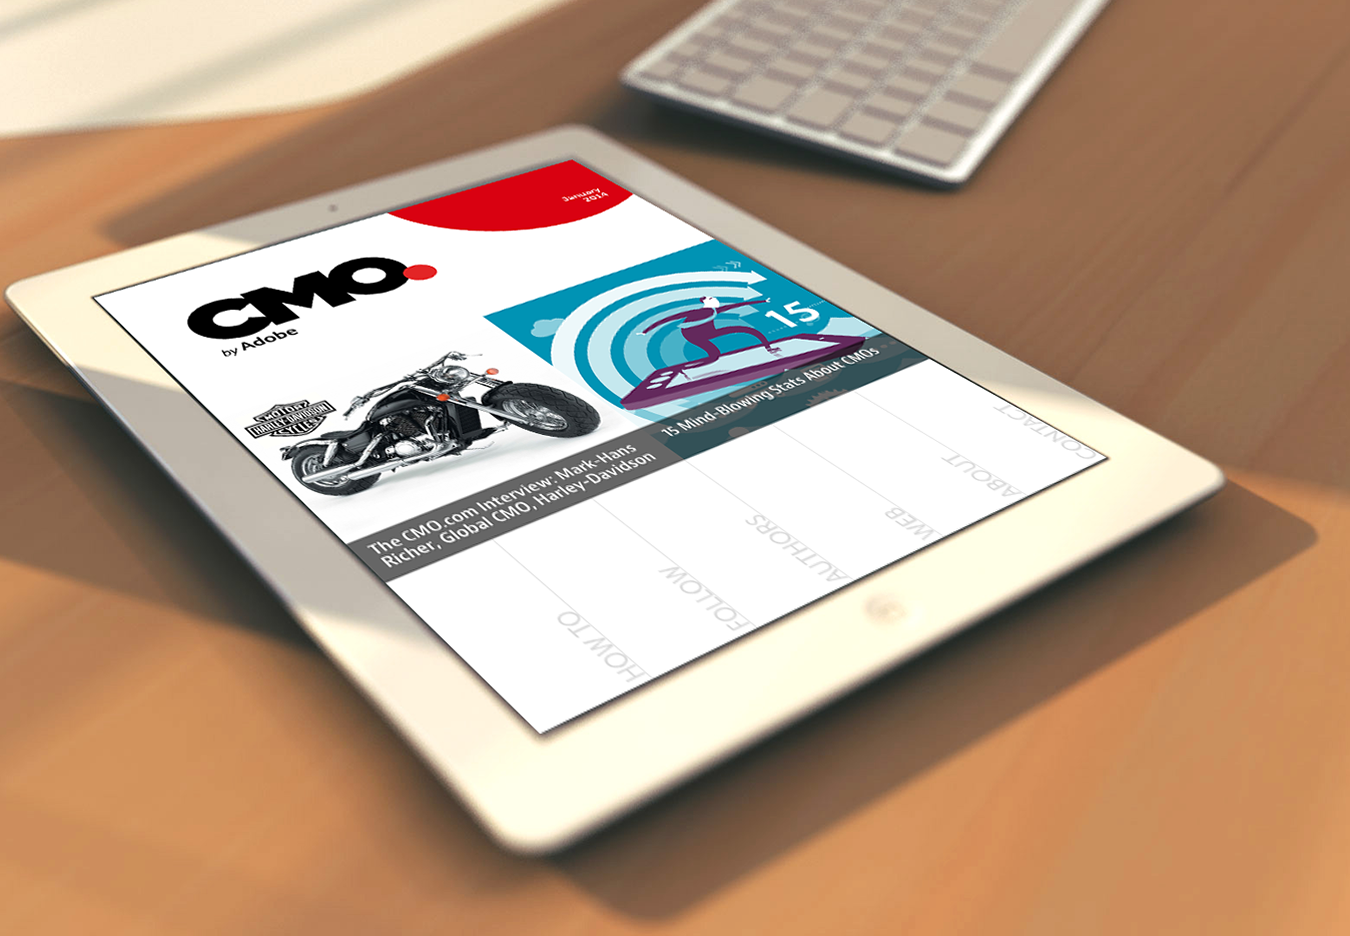 January
2014
CMO
by Adobe
MOTOR
HARLEY-DAVIDSON
CYCLES
15
15 Mind-Blowing Stats About CMOs
The CMO.com Interview: Mark-Hans
Richer, Global CMO, Harley-Davidson
HOW TO
FOLLOW
AUTHORS
WEB
ABOUT
CONTACT